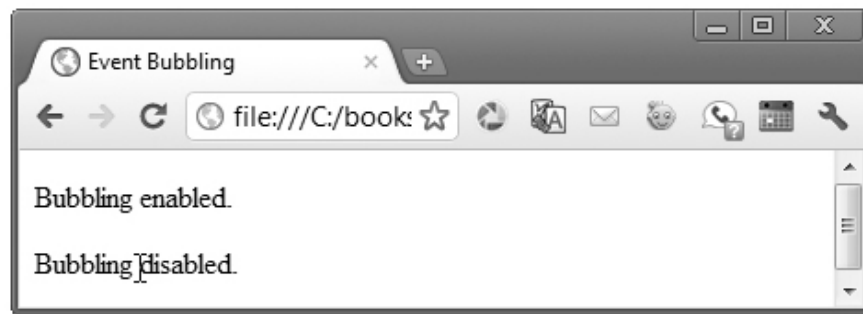 Event Bubbling
file:///C:/books
Bubbling enabled.
Bubbling disabled.